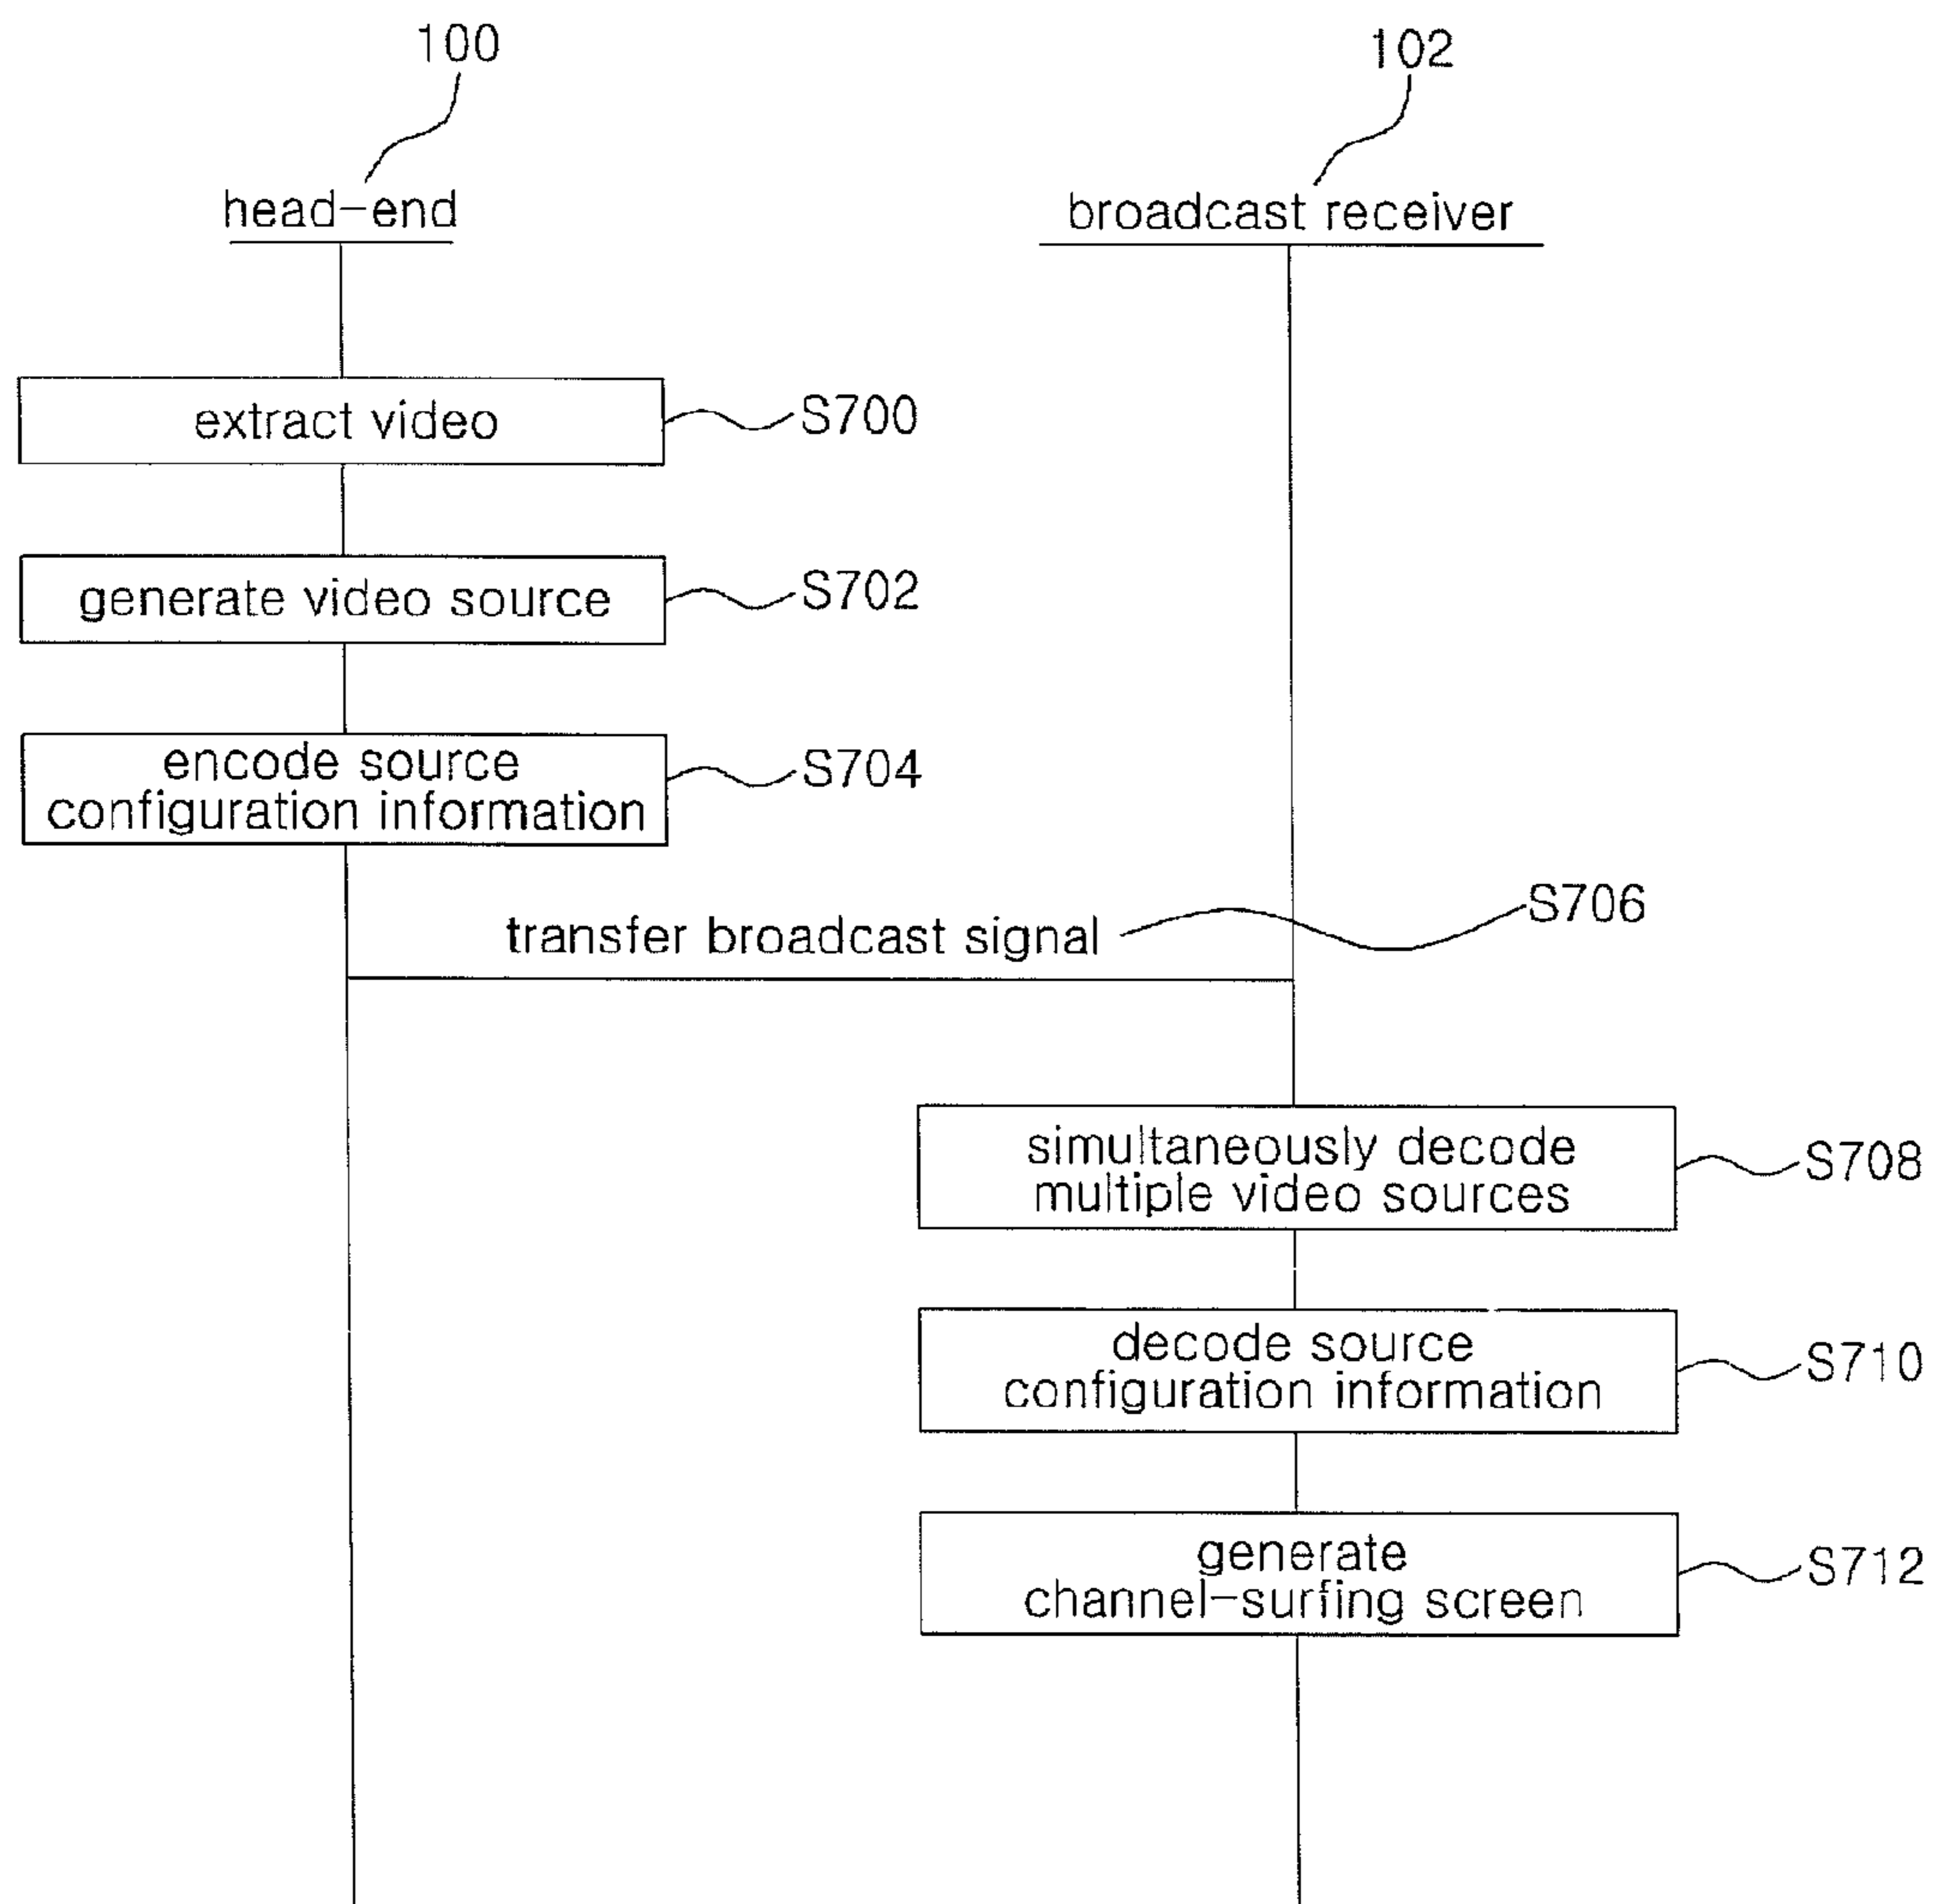 100
102
head-end
broadcast receiver
extract video
S700
generate video source
S702
encode source
configuration information
S704
transfer broadcast signal
S706
simultaneously decode
multiple video sources
S708
decode source
configuration information
S710
generate
channel-surfing screen
S712